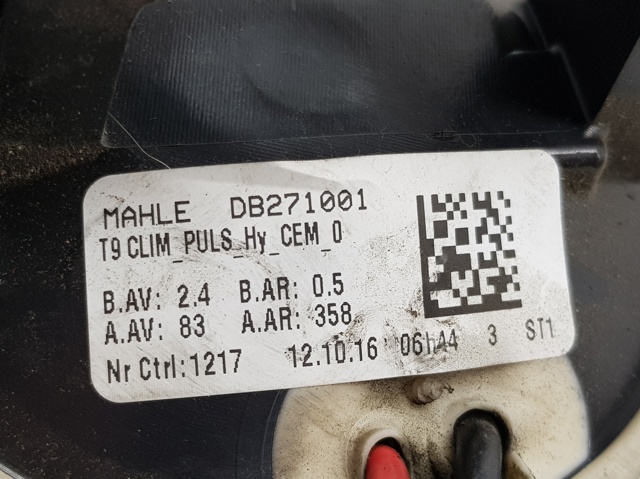 MAHLE DB271001
T9 CLIM_PULS_Hy_CEM_0
B.AV: 2.4 B.AR: 0.5
A.AV: 83 A.AR: 358
Nr Ctrl:1217 12.10.16 06h44 3 ST1